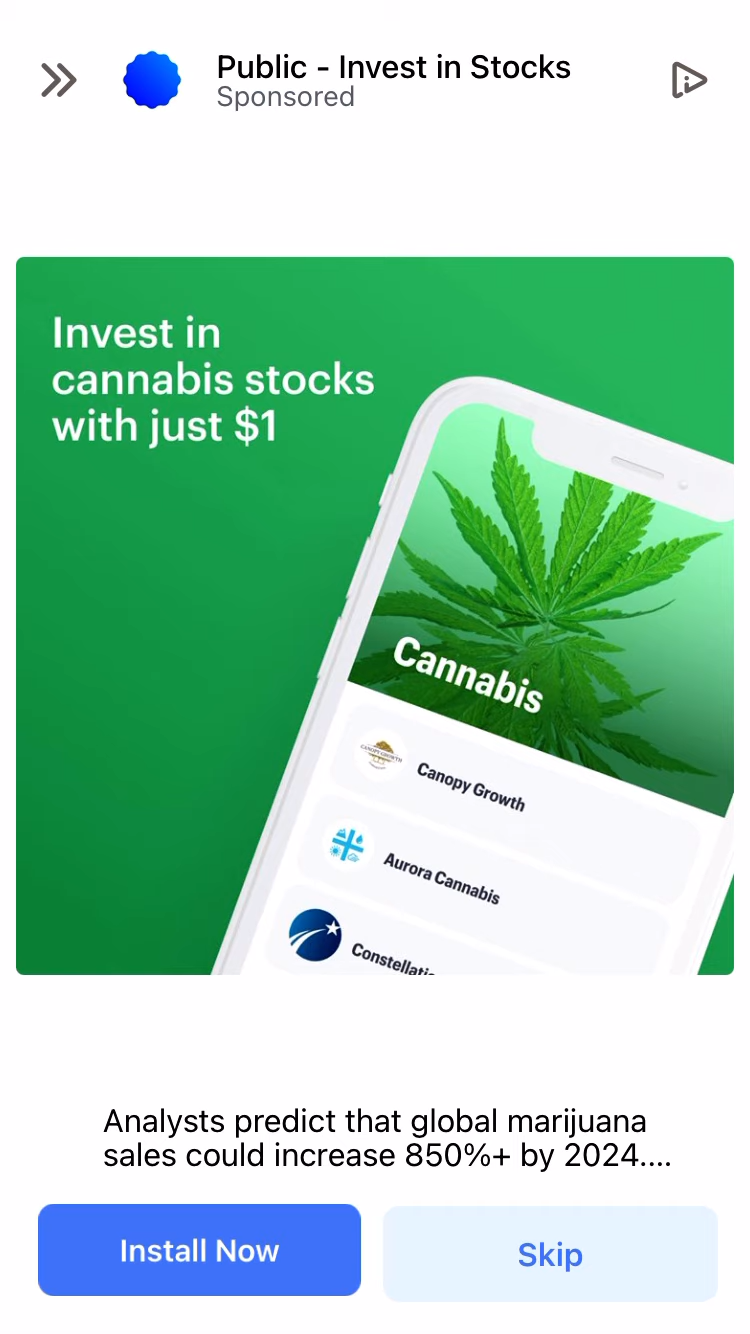 Public - Invest in Stocks
Sponsored
Invest in
cannabis stocks
with just $1
Cannabis
Canopy Growth
Aurora Cannabis
Analysts predict that global marijuana
sales could increase 850%+ by 2024....
Install Now
Skip